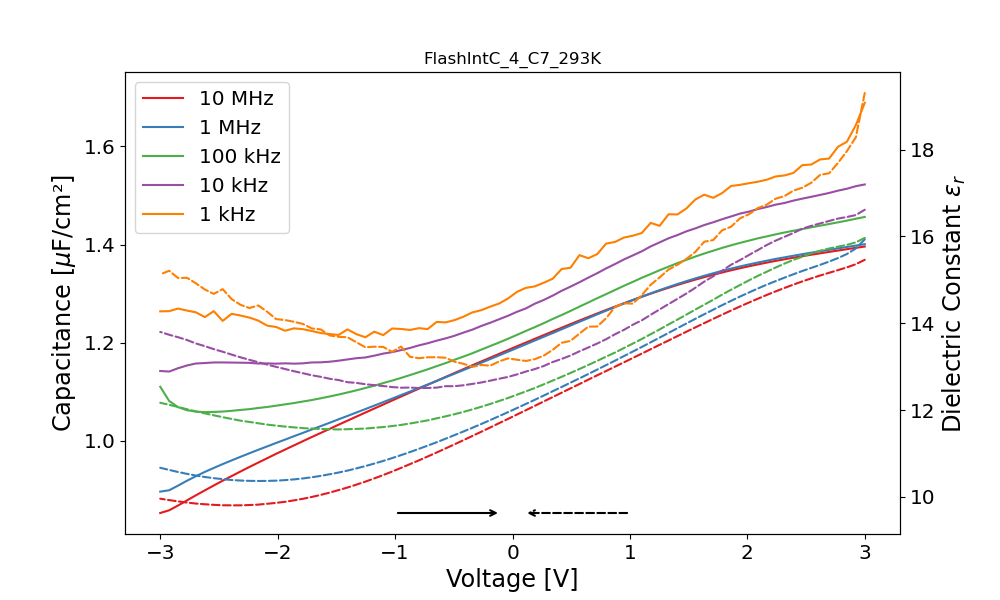 FlashIntC_4_C7_293K
10 MHz
1 MHz
100 kHz
10 kHz
1 kHz
Capacitance [μF/cm²]
1.6
1.4
1.2
1.0
18
16
14
12
10
Dielectric Constant εr
−3
−2
−1
0
1
2
3
Voltage [V]